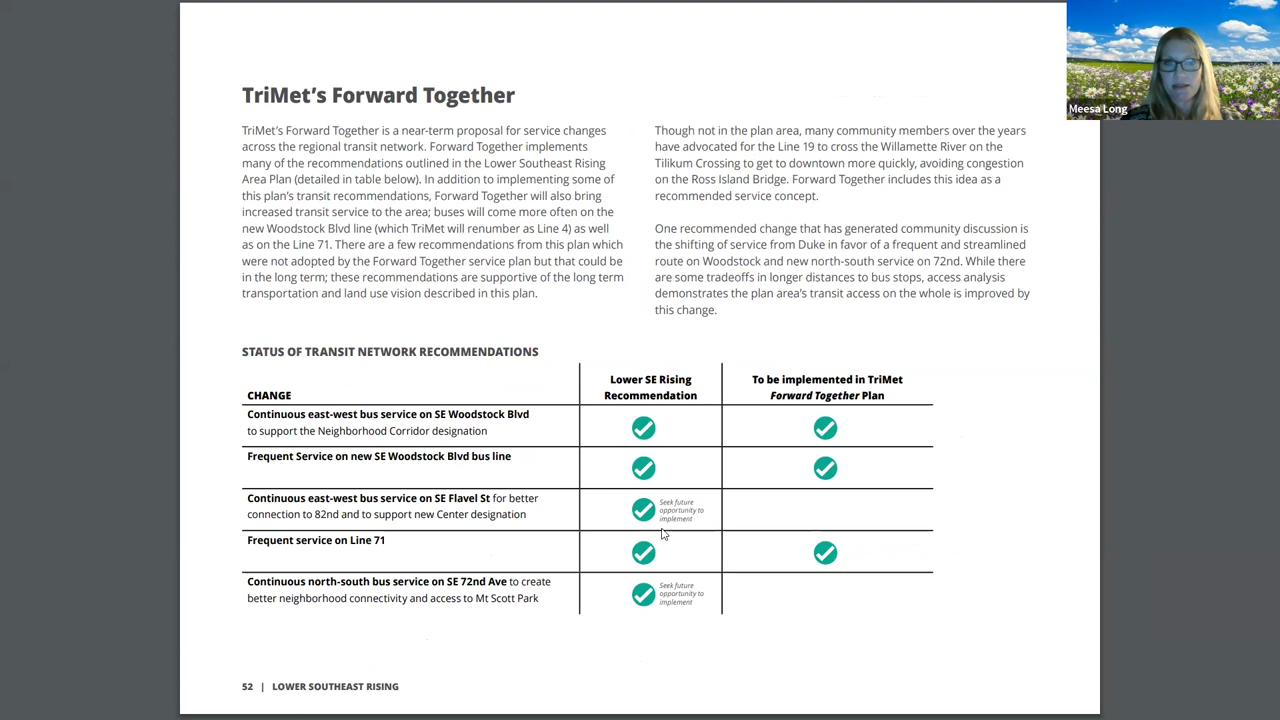 TriMet's Forward Together
TriMet's Forward Together is a near-term proposal for service changes
across the regional transit network. Forward Together implements
many of the recommendations outlined in the Lower Southeast Rising
Area Plan (detailed in table below). In addition to implementing some of
this plan's transit recommendations, Forward Together will also bring
increased transit service to the area; buses will come more often on the
new Woodstock Blvd line (which TriMet will renumber as Line 4) as well
as on the Line 71. There are a few recommendations from this plan which
were not adopted by the Forward Together service plan but that could be
in the long term; these recommendations are supportive of the long term
transportation and land use vision described in this plan.
Though not in the plan area, many community members over the years
have advocated for the Line 19 to cross the Willamette River on the
Tilikum Crossing to get to downtown more quickly, avoiding congestion
on the Ross Island Bridge. Forward Together includes this idea as a
recommended service concept.
One recommended change that has generated community discussion is
the shifting of service from Duke in favor of a frequent and streamlined
route on Woodstock and new north-south service on 72nd. While there
are some tradeoffs in longer distances to bus stops, access analysis
demonstrates the plan area's transit access on the whole is improved by
this change.
STATUS OF TRANSIT NETWORK RECOMMENDATIONS
CHANGE
Lower SE Rising
Recommendation
To be implemented in TriMet
Forward Together Plan
Continuous east-west bus service on SE Woodstock Blvd
to support the Neighborhood Corridor designation
Frequent Service on new SE Woodstock Blvd bus line
Continuous east-west bus service on SE Flavel St for better
connection to 82nd and to support new Center designation
Seek future
opportunity to
implement
Frequent service on Line 71
Continuous north-south bus service on SE 72nd Ave to create
better neighborhood connectivity and access to Mt Scott Park
Seek future
opportunity to
implement
52 | LOWER SOUTHEAST RISING
Meesa Long